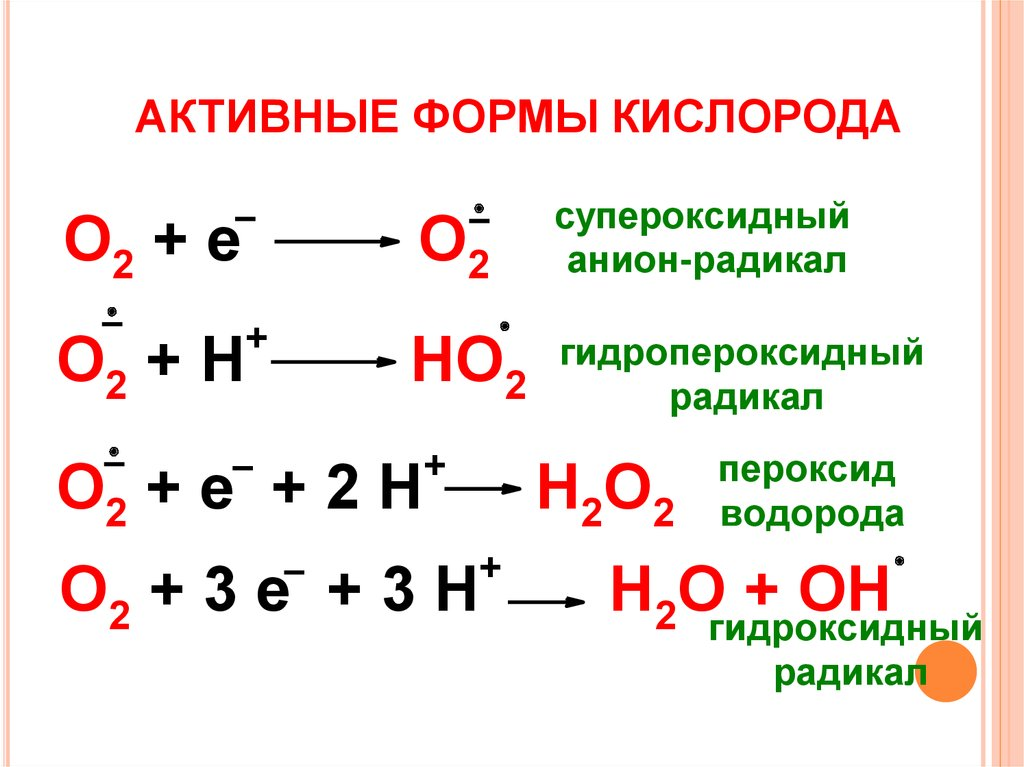 АКТИВНЫЕ ФОРМЫ КИСЛОРОДА
O₂ + e⁻ ⟶ O₂•⁻ супероксидный
анион-радикал
O₂•⁻ + H⁺ ⟶ HO₂• гидропероксидный
радикал
O₂•⁻ + e⁻ + 2 H⁺ ⟶ H₂O₂ пероксид
водорода
O₂ + 3 e⁻ + 3 H⁺ ⟶ H₂O + OH•
гидроксидный
радикал